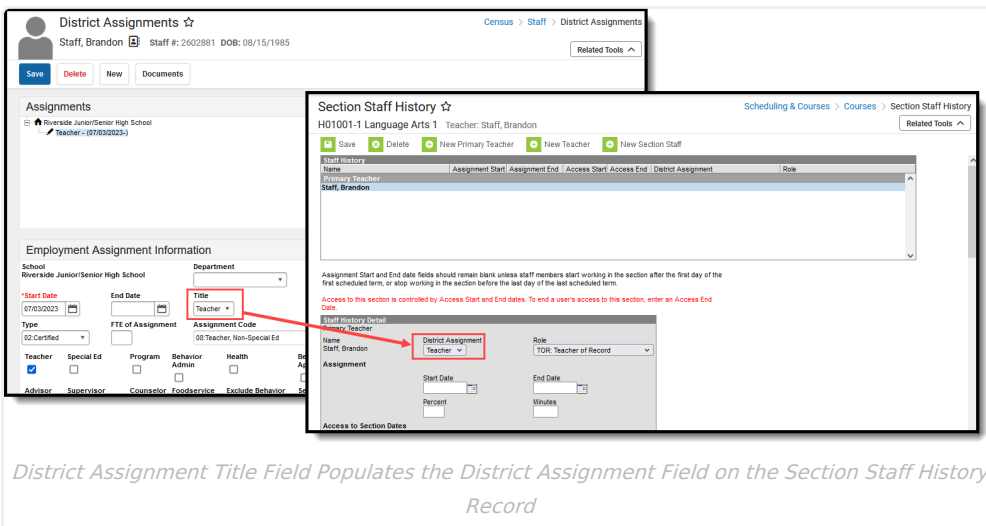 District Assignments ☆
Census > Staff > District Assignments
Staff, Brandon Staff #: 2602881 DOB: 08/15/1985
Related Tools
Save Delete New Documents
Assignments
Riverside Junior/Senior High School
Teacher - (07/03/2023-)
Employment Assignment Information
School Department
Riverside Junior/Senior High School
*Start Date End Date Title
07/03/2023 Teacher
Type FTE of Assignment Assignment Code
02:Certified 08:Teacher, Non-Special Ed
Teacher Special Ed Program Behavior Admin Health
Advisor Supervisor Counselor Foodservice Exclude Behavior
Section Staff History ☆
Scheduling & Courses > Courses > Section Staff History
H01001-1 Language Arts 1 Teacher: Staff, Brandon
Related Tools
Save Delete New Primary Teacher New Teacher New Section Staff
Staff History
Name Assignment Start Assignment End Access Start Access End District Assignment Role
Primary Teacher
Staff, Brandon
Assignment Start and End date fields should remain blank unless staff members start working in the section after the first day of the
first scheduled term, or stop working in the section before the last day of the last scheduled term.
Access to this section is controlled by Access Start and End dates. To end a user's access to this section, enter an Access End
Date.
Staff History Detail
Primary Teacher
Name District Assignment Role
Staff, Brandon Teacher TOR: Teacher of Record
Assignment
Start Date End Date
Percent Minutes
Access to Section Dates
District Assignment Title Field Populates the District Assignment Field on the Section Staff History
Record